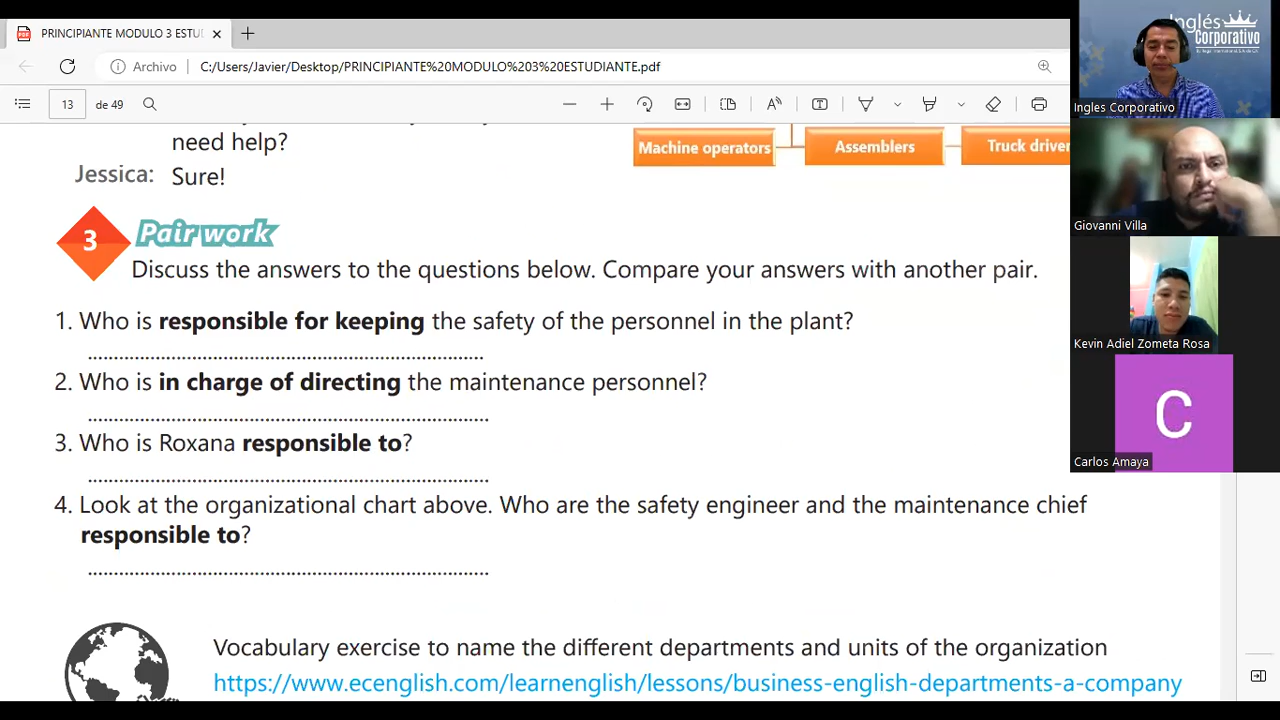 PRINCIPIANTE MODULO 3 ESTUD
Archivo
C:/Users/Javier/Desktop/PRINCIPIANTE%20MODULO%203%20ESTUDIANTE.pdf
13 de 49
need help?
Jessica: Sure!
Machine operators
Assemblers
Truck driver
3 Pair work
Discuss the answers to the questions below. Compare your answers with another pair.
1. Who is responsible for keeping the safety of the personnel in the plant?
2. Who is in charge of directing the maintenance personnel?
3. Who is Roxana responsible to?
4. Look at the organizational chart above. Who are the safety engineer and the maintenance chief
responsible to?
Vocabulary exercise to name the different departments and units of the organization
https://www.ecenglish.com/learnenglish/lessons/business-english-departments-a-company
Inglés
Corporativo
Ingles Corporativo
Giovanni Villa
Kevin Adiel Zometa Rosa
C
Carlos Amaya